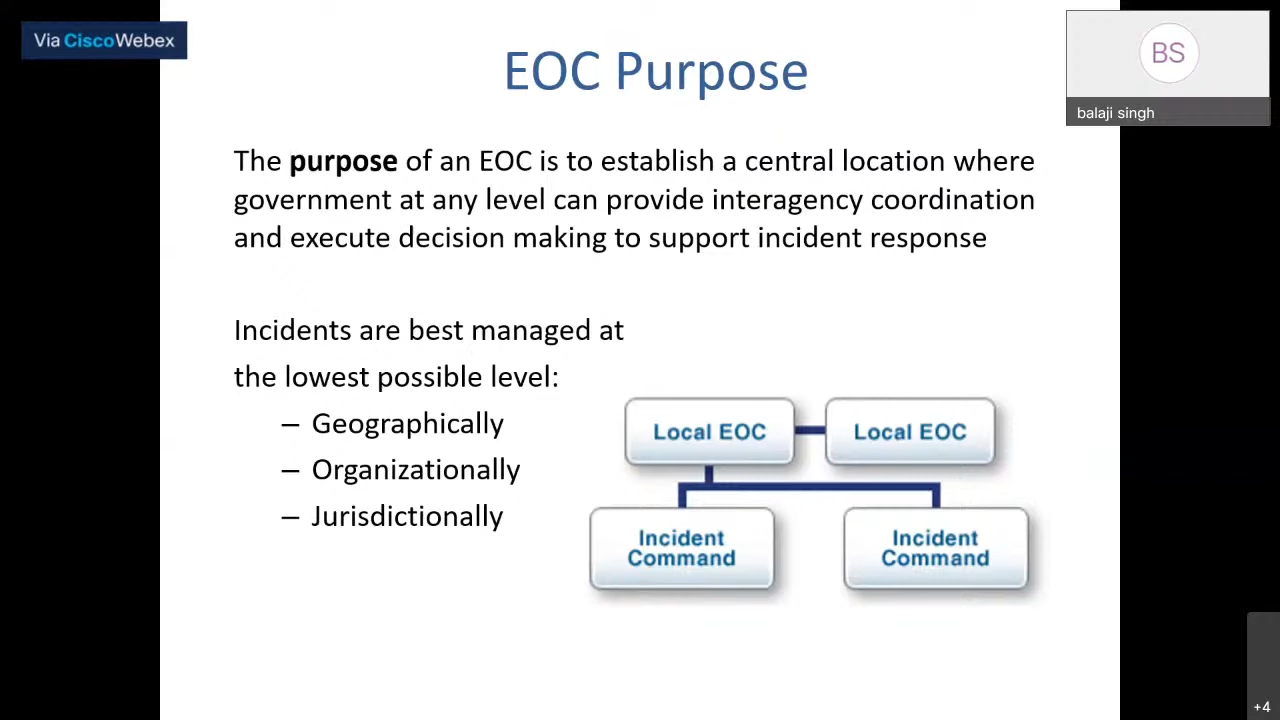 Via CiscoWebex
EOC Purpose
BS
balaji singh
The purpose of an EOC is to establish a central location where
government at any level can provide interagency coordination
and execute decision making to support incident response
Incidents are best managed at
the lowest possible level:
– Geographically
– Organizationally
– Jurisdictionally
Local EOC
Local EOC
Incident
Command
Incident
Command
+4